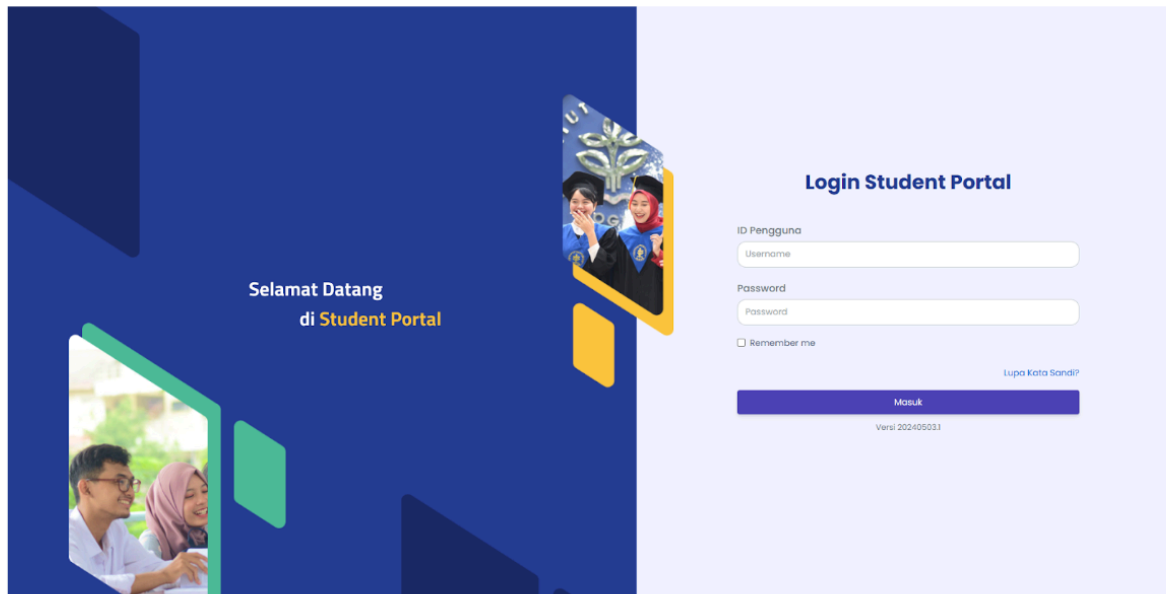 Selamat Datang
di Student Portal
Login Student Portal
ID Pengguna
Username
Password
Password
Remember me
Lupa Kata Sandi?
Masuk
Versi 20240503.1